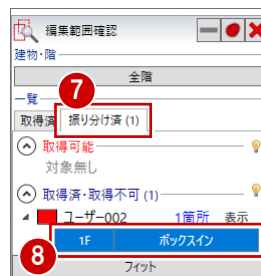 編集範囲確認
建物・階
全階
一覧
7
取得済 振り分け済 (1)
取得可能
対象無し
取得済・取得不可 (1)
ユーザー002 1箇所 表示
8
1F ボックスイン
フィット